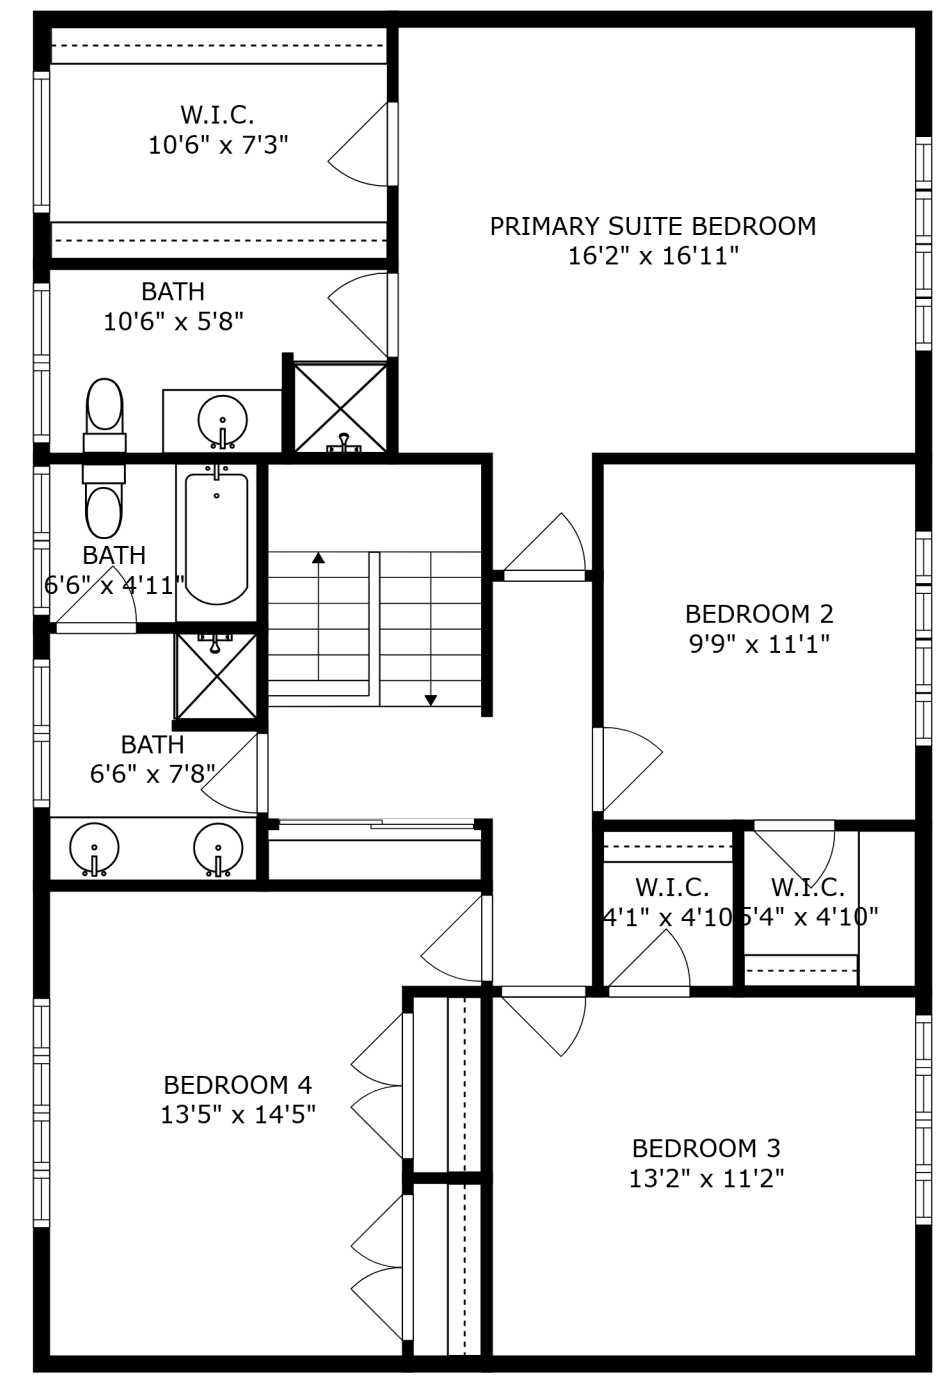 W.I.C.
10'6" x 7'3"
PRIMARY SUITE BEDROOM
16'2" x 16'11"
BATH
10'6" x 5'8"
BATH
6'6" x 4'11"
BEDROOM 2
9'9" x 11'1"
BATH
6'6" x 7'8"
W.I.C.
4'1" x 4'10
W.I.C.
5'4" x 4'10"
BEDROOM 4
13'5" x 14'5"
BEDROOM 3
13'2" x 11'2"